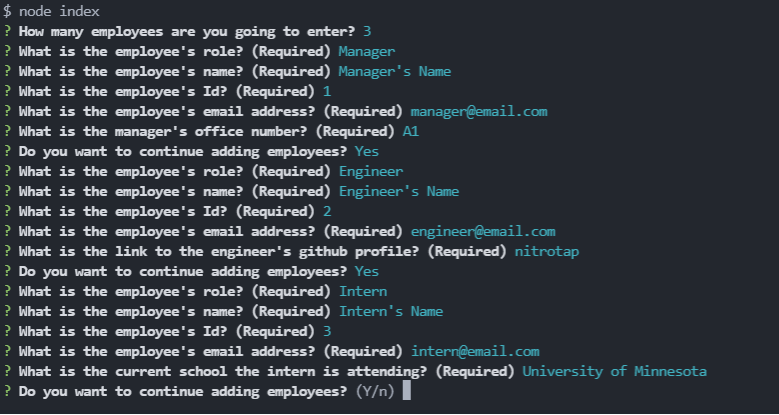 $ node index
? How many employees are you going to enter? 3
? What is the employee's role? (Required) Manager
? What is the employee's name? (Required) Manager's Name
? What is the employee's Id? (Required) 1
? What is the employee's email address? (Required) manager@email.com
? What is the manager's office number? (Required) A1
? Do you want to continue adding employees? Yes
? What is the employee's role? (Required) Engineer
? What is the employee's name? (Required) Engineer's Name
? What is the employee's Id? (Required) 2
? What is the employee's email address? (Required) engineer@email.com
? What is the link to the engineer's github profile? (Required) nitrotap
? Do you want to continue adding employees? Yes
? What is the employee's role? (Required) Intern
? What is the employee's name? (Required) Intern's Name
? What is the employee's Id? (Required) 3
? What is the employee's email address? (Required) intern@email.com
? What is the current school the intern is attending? (Required) University of Minnesota
? Do you want to continue adding employees? (Y/n)